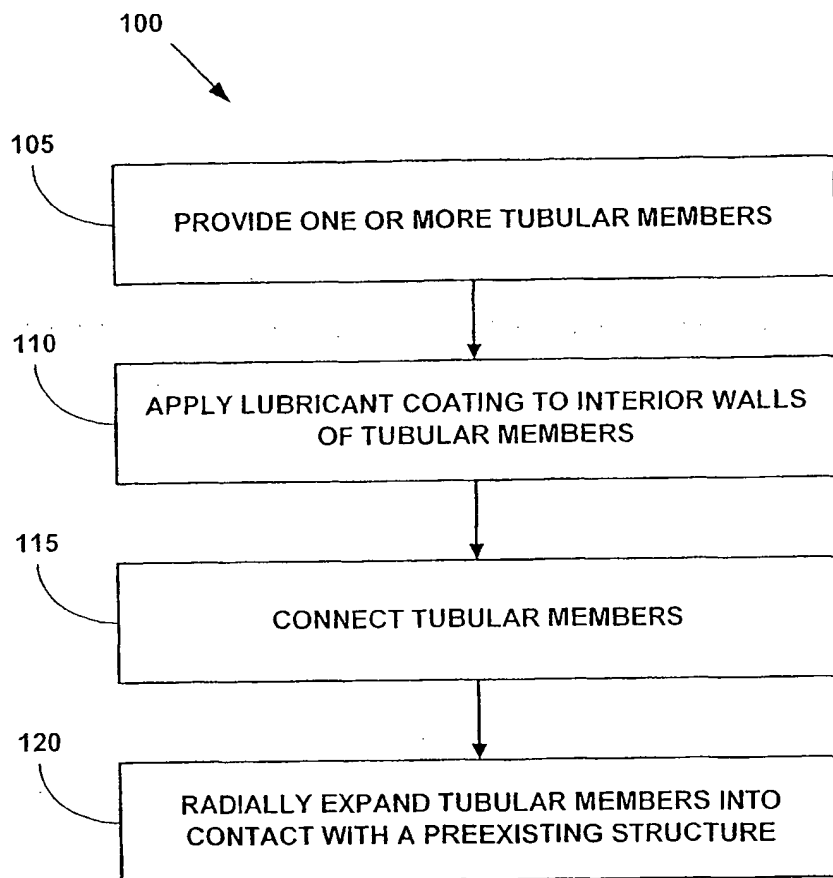 100
105
PROVIDE ONE OR MORE TUBULAR MEMBERS
110
APPLY LUBRICANT COATING TO INTERIOR WALLS
OF TUBULAR MEMBERS
115
CONNECT TUBULAR MEMBERS
120
RADIALLY EXPAND TUBULAR MEMBERS INTO
CONTACT WITH A PREEXISTING STRUCTURE